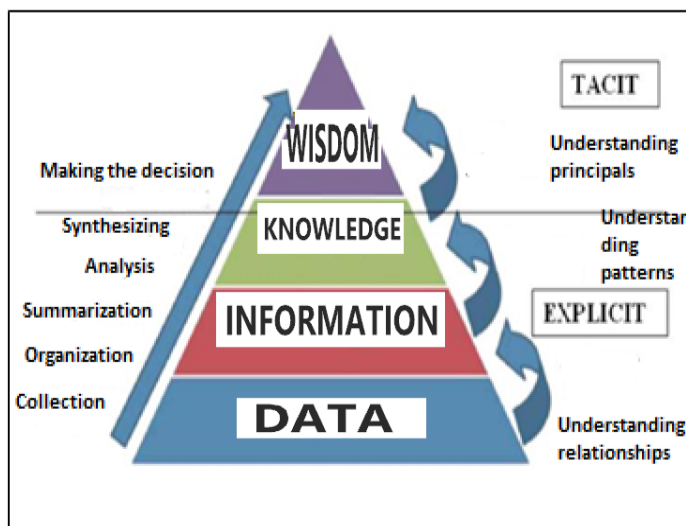 TACIT
WISDOM
Understanding
principals
Making the decision
Synthesizing
KNOWLEDGE
Understan
ding
patterns
Analysis
Summarization
INFORMATION
EXPLICIT
Organization
Collection
DATA
Understanding
relationships